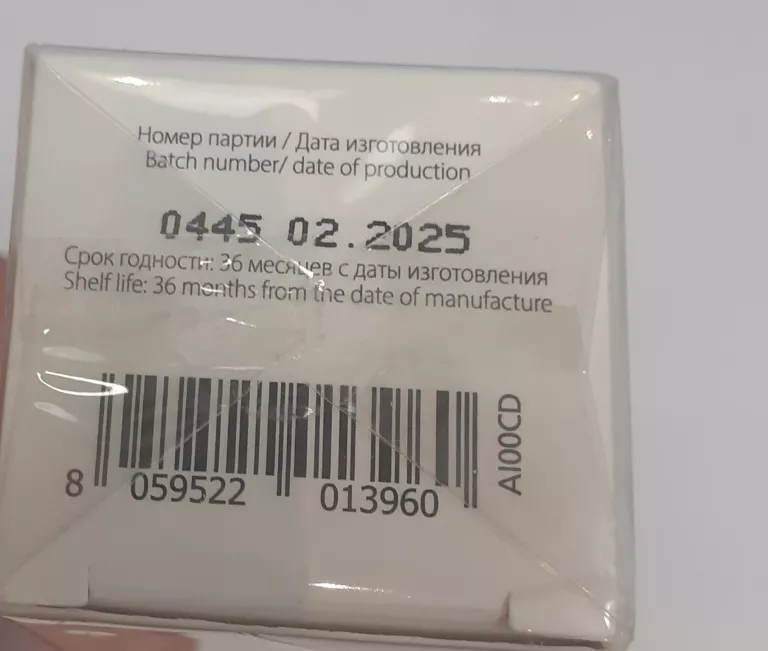 Номер партии / Дата изготовления
Batch number/ date of production
0445 02.2025
Срок годности: 36 месяцев с даты изготовления
Shelf life: 36 months from the date of manufacture
8 059522 013960
AI00CD